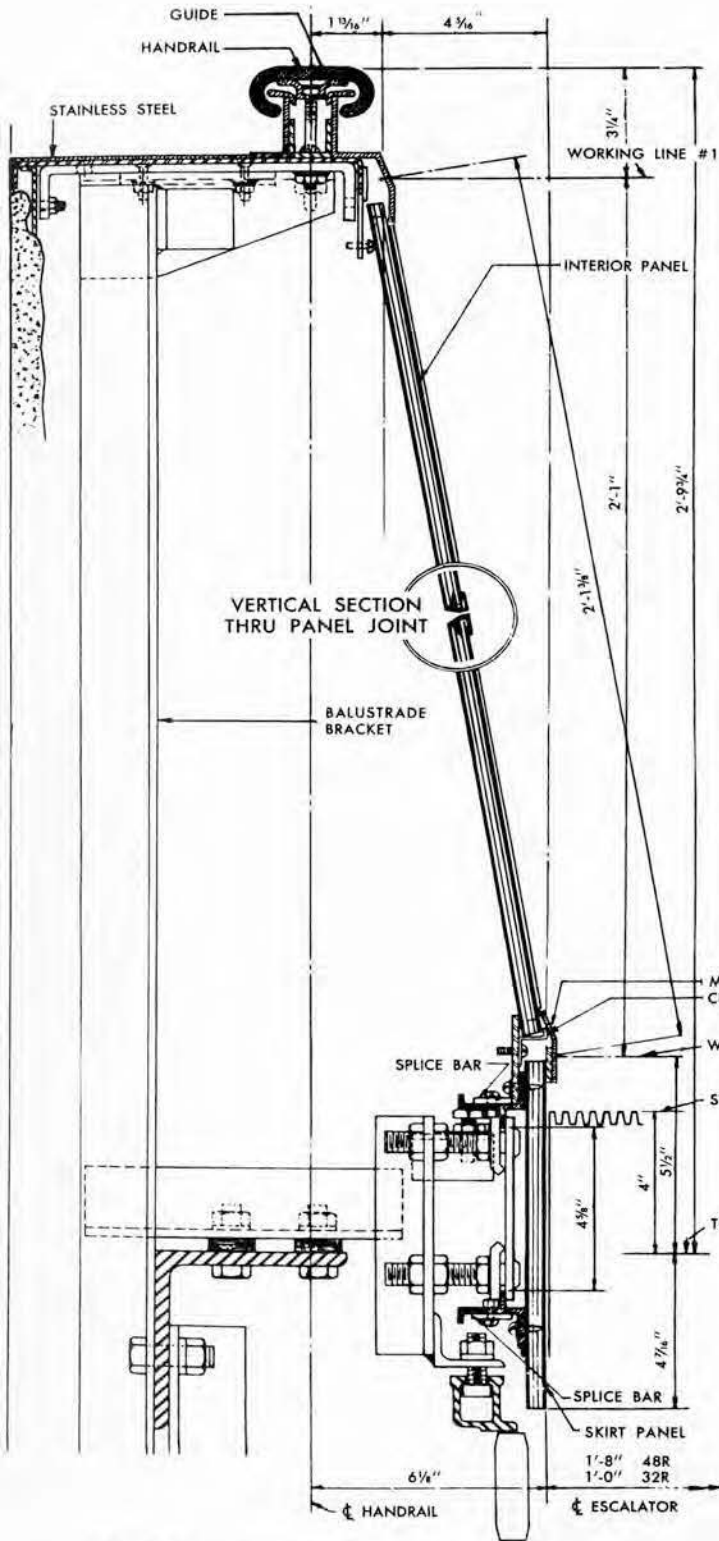 GUIDE
1 13/16"
4 5/16"
HANDRAIL
STAINLESS STEEL
3 1/4"
WORKING LINE #1
INTERIOR PANEL
2'-1"
2'-9 3/4"
2'-1 3/8"
VERTICAL SECTION
THRU PANEL JOINT
BALUSTRADE
BRACKET
M
C
W
SPLICE BAR
S
4 5/8"
4"
5 1/2"
T
4 7/16"
SPLICE BAR
SKIRT PANEL
6 1/8"
1'-8" 48R
1'-0" 32R
℄ HANDRAIL
℄ ESCALATOR